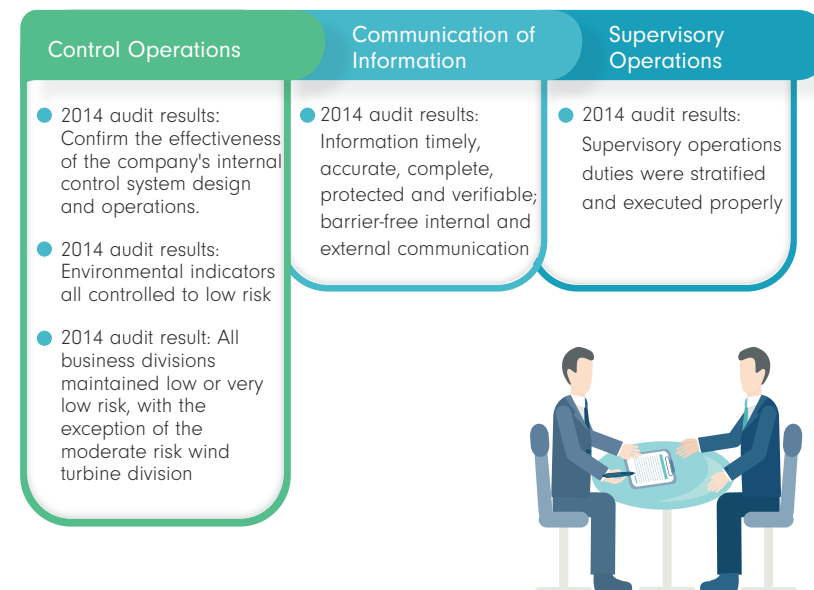 Control Operations
2014 audit results:
Confirm the effectiveness
of the company's internal
control system design
and operations.
2014 audit results:
Environmental indicators
all controlled to low risk
2014 audit result: All
business divisions
maintained low or very
low risk, with the
exception of the
moderate risk wind
turbine division
Communication of
Information
2014 audit results:
Information timely,
accurate, complete,
protected and verifiable;
barrier-free internal and
external communication
Supervisory
Operations
2014 audit results:
Supervisory operations
duties were stratified
and executed properly